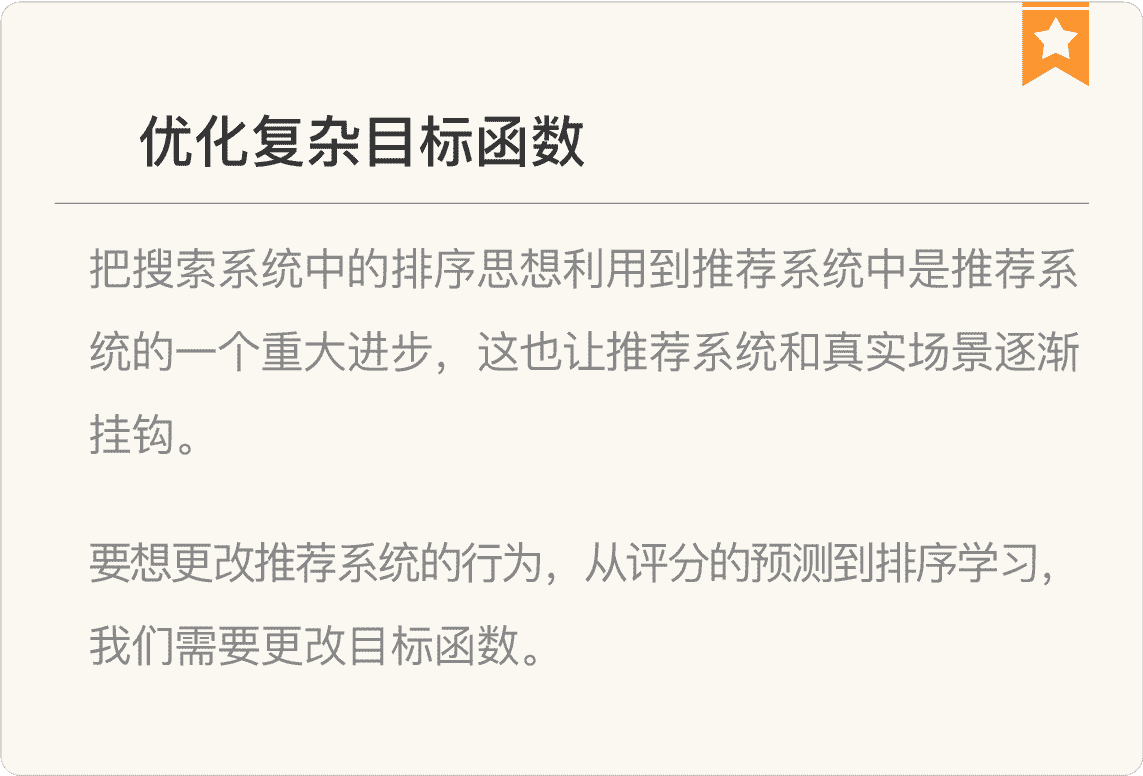 优化复杂目标函数
把搜索系统中的排序思想利用到推荐系统中是推荐系
统的一个重大进步，这也让推荐系统和真实场景逐渐
挂钩。
要想更改推荐系统的行为，从评分的预测到排序学习，
我们需要更改目标函数。